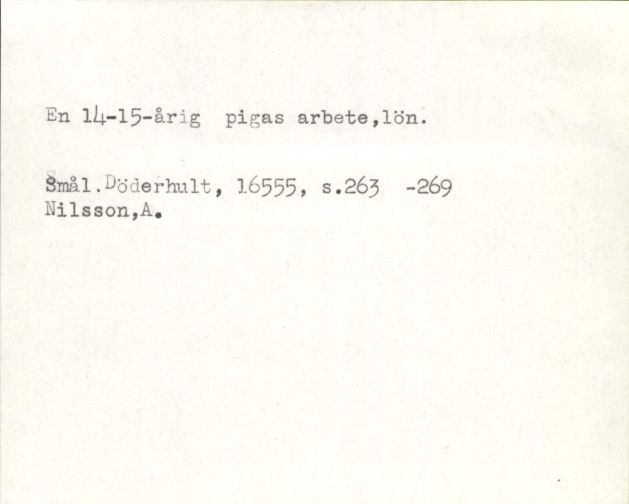 En 14-15-årig pigas arbete,lön.
Smål.Döderhult, 16555, s.263 -269
Nilsson,A.